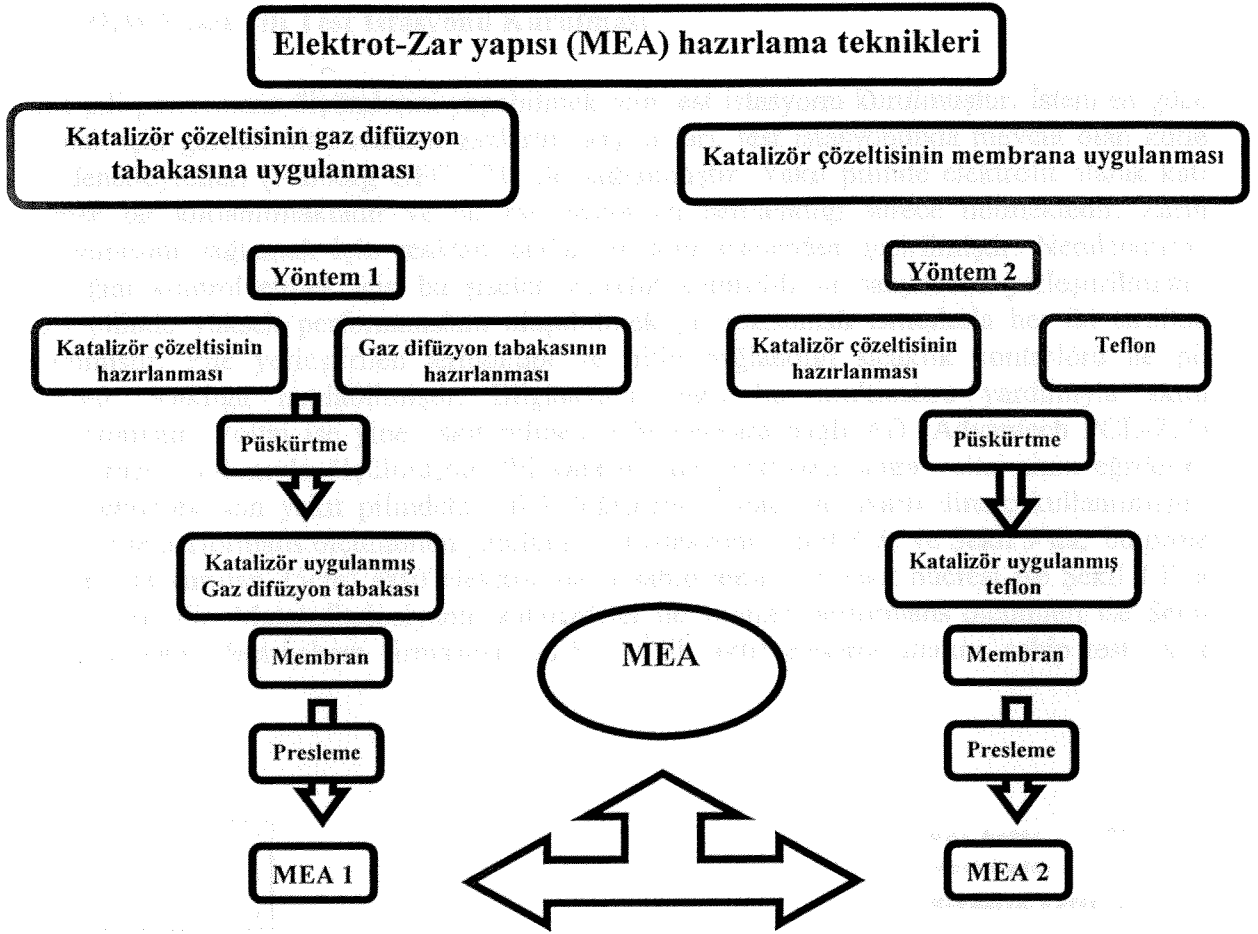 Elektrot-Zar yapısı (MEA) hazırlama teknikleri
Katalizör çözeltisinin gaz difüzyon
tabakasına uygulanması
Katalizör çözeltisinin membrana uygulanması
Yöntem 1
Yöntem 2
Katalizör çözeltisinin
hazırlanması
Gaz difüzyon tabakasının
hazırlanması
Katalizör çözeltisinin
hazırlanması
Teflon
Püskürtme
Püskürtme
Katalizör uygulanmış
Gaz difüzyon tabakası
Katalizör uygulanmış
teflon
Membran
MEA
Membran
Presleme
Presleme
MEA 1
MEA 2